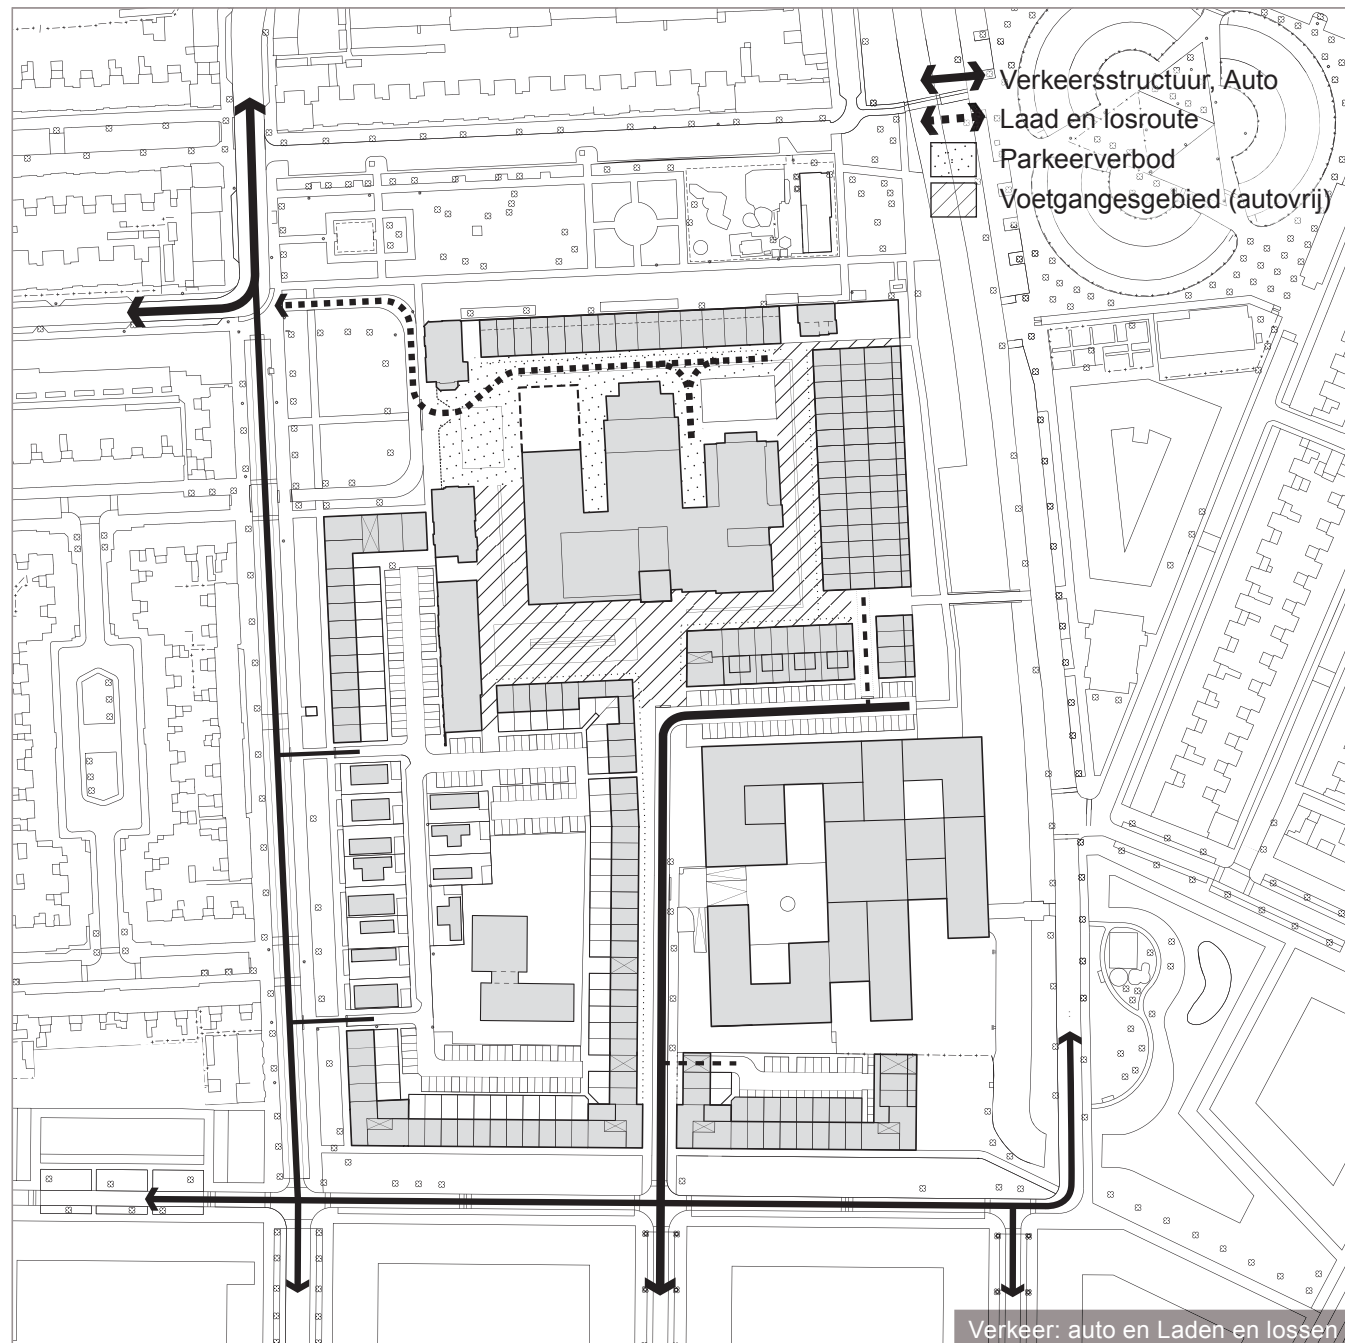 Verkeersstructuur, Auto
Laad en losroute
Parkeerverbod
Voetgangesgebied (autovrij)
Verkeer: auto en Laden en lossen